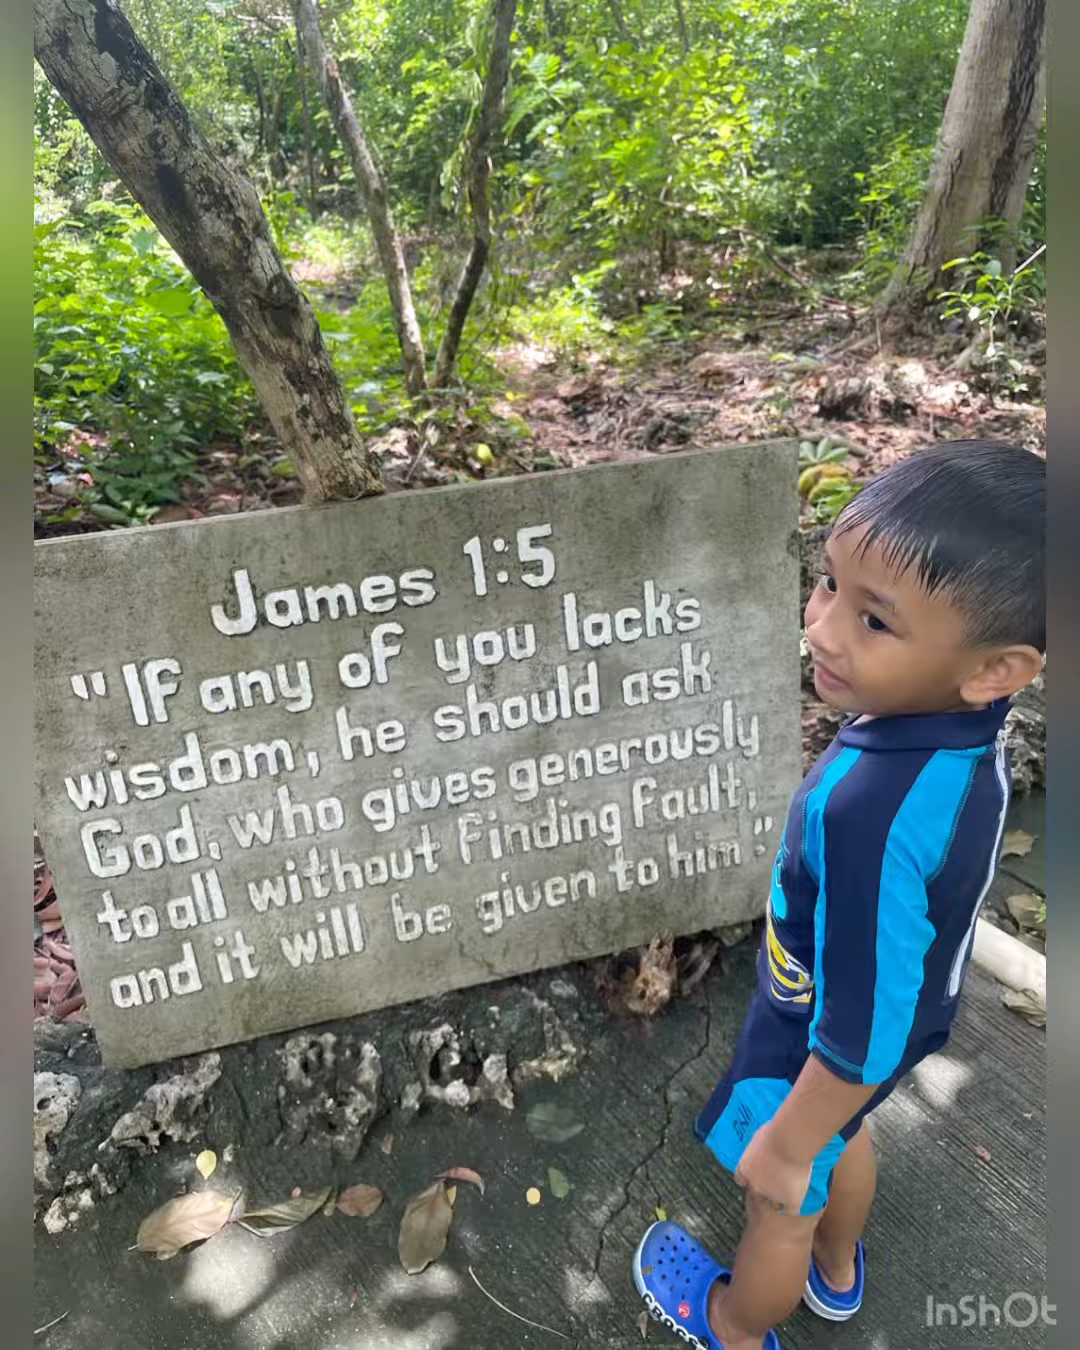 James 1:5
"If any of you lacks
wisdom, he should ask
God, who gives generously
to all without finding fault,
and it will be given to him."
CROCS
InShOt